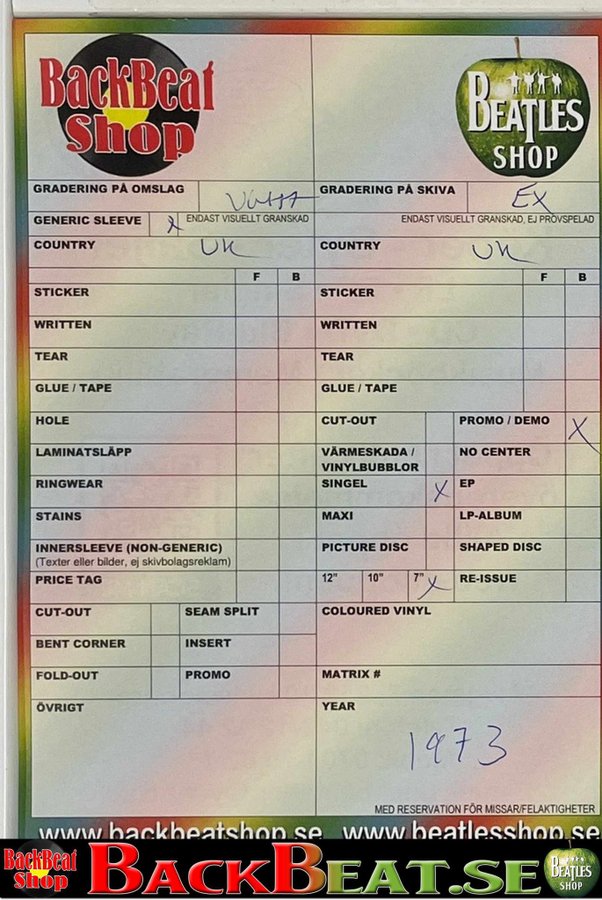 BackBeat
Shop
BEATLES
SHOP
GRADERING PÅ OMSLAG
GRADERING PÅ SKIVA EX
GENERIC SLEEVE X ENDAST VISUELLT GRANSKAD
ENDAST VISUELLT GRANSKAD, EJ PROVSPELAD
COUNTRY UK
COUNTRY UK
F B
F B
STICKER
STICKER
WRITTEN
WRITTEN
TEAR
TEAR
GLUE / TAPE
GLUE / TAPE
HOLE
CUT-OUT
PROMO / DEMO X
LAMINATSLÄPP
VÄRMESKADA /
VINYLBUBBLOR
NO CENTER
RINGWEAR
SINGEL X
EP
STAINS
MAXI
LP-ALBUM
INNERSLEEVE (NON-GENERIC)
(Texter eller bilder, ej skivbolagsreklam)
PICTURE DISC
SHAPED DISC
PRICE TAG
12" 10" 7" X
RE-ISSUE
CUT-OUT
SEAM SPLIT
COLOURED VINYL
BENT CORNER
INSERT
FOLD-OUT
PROMO
MATRIX #
ÖVRIGT
YEAR
1973
MED RESERVATION FÖR MISSAR/FELAKTIGHETER
www.backbeatshop.se www.beatlesshop.se
BackBeat
Shop
BACKBEAT.SE
BEATLES
SHOP